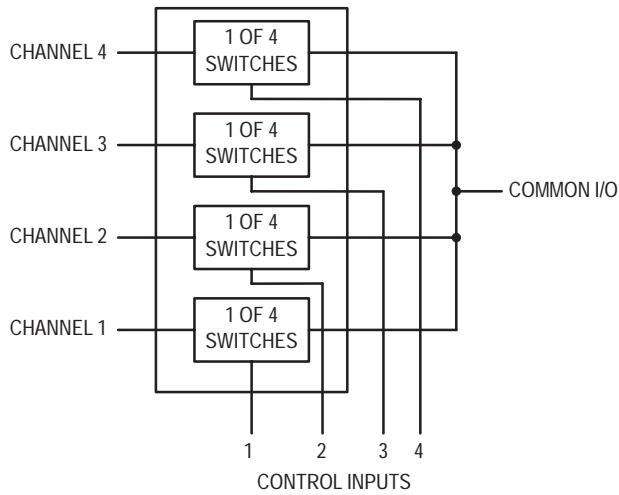 CHANNEL 4
1 OF 4
SWITCHES
CHANNEL 3
1 OF 4
SWITCHES
CHANNEL 2
1 OF 4
SWITCHES
CHANNEL 1
1 OF 4
SWITCHES
COMMON I/O
1 2 3 4
CONTROL INPUTS